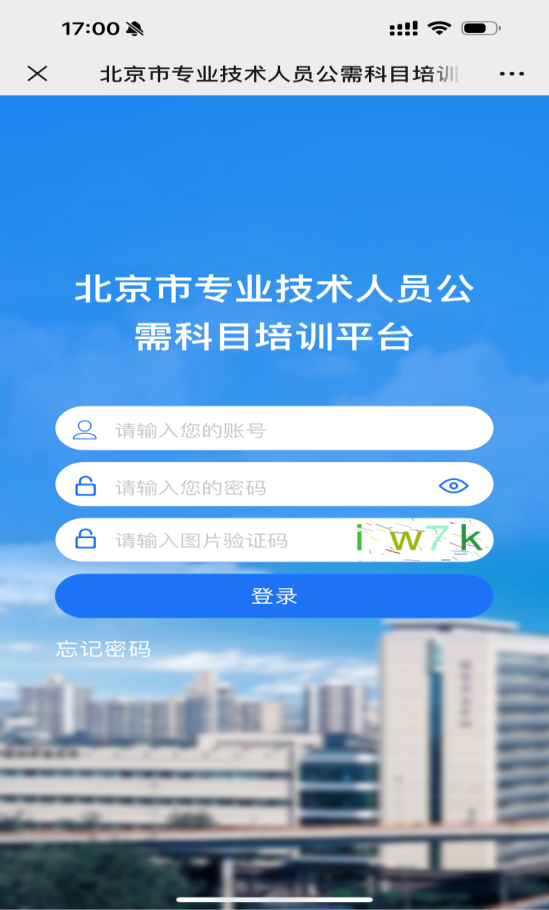 17:00
北京市专业技术人员公需科目培训
北京市专业技术人员公
需科目培训平台
请输入您的账号
请输入您的密码
请输入图片验证码
i w7k
登录
忘记密码